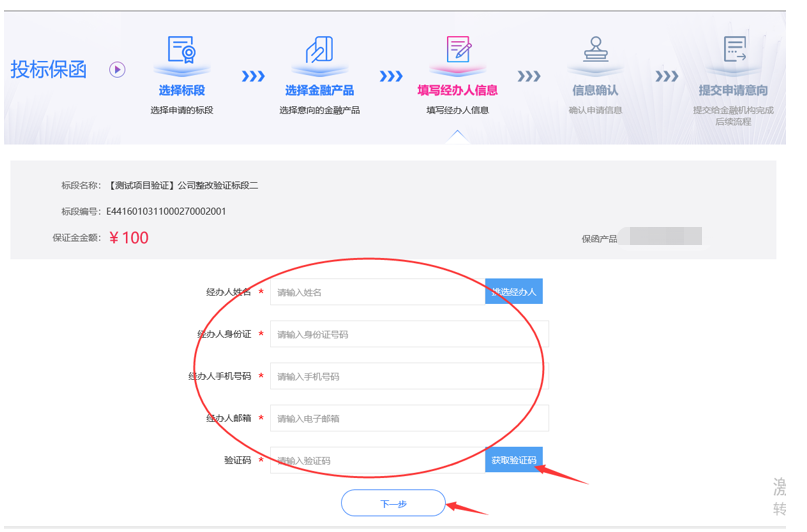 投标保函
选择标段
选择金融产品
填写经办人信息
信息确认
提交申请意向
选择申请的标段
选择意向的金融产品
填写经办人信息
确认申请信息
提交给金融机构完成
后续流程
标段名称： 【测试项目验证】公司整改验证标段二
标段编号： E4416010311000270002001
保证金金额： ￥100
保函产品
经办人姓名 * 请输入姓名 挑选经办人
经办人身份证 * 请输入身份证号码
经办人手机号码 * 请输入手机号码
经办人邮箱 * 请输入电子邮箱
验证码 * 请输入验证码 获取验证码
下一步
激
转